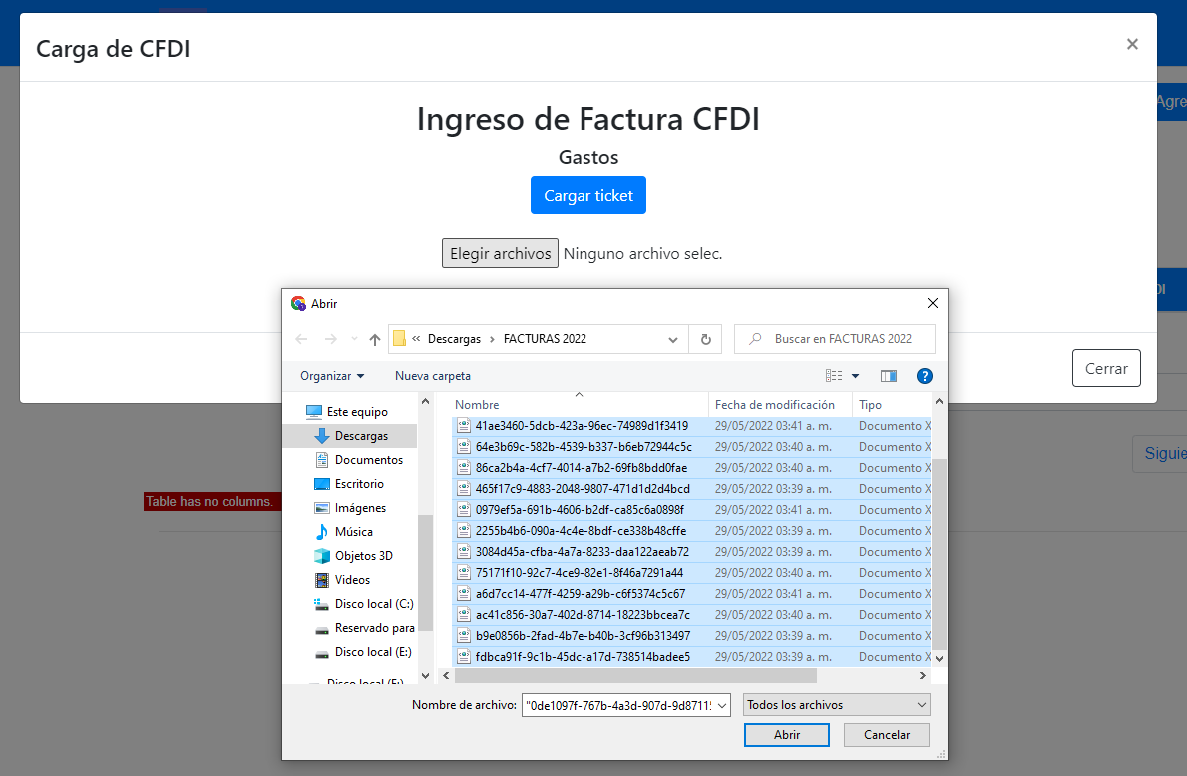 Carga de CFDI ×
Agre
Ingreso de Factura CFDI
Gastos
Cargar ticket
Elegir archivos Ninguno archivo selec.
Cerrar
Siguie
Table has no columns.
Abrir
« Descargas › FACTURAS 2022
Buscar en FACTURAS 2022
Organizar Nueva carpeta
Este equipo
Descargas
Documentos
Escritorio
Imágenes
Música
Objetos 3D
Videos
Disco local (C:)
Reservado para
Disco local (E:)
Disco local (F:)
Nombre Fecha de modificación Tipo
41ae3460-5dcb-423a-96ec-74989d1f3419 29/05/2022 03:41 a. m. Documento X
64e3b69c-582b-4539-b337-b6eb72944c5c 29/05/2022 03:40 a. m. Documento X
86ca2b4a-4cf7-4014-a7b2-69fb8bdd0fae 29/05/2022 03:40 a. m. Documento X
465f17c9-4883-2048-9807-471d1d2d4bcd 29/05/2022 03:39 a. m. Documento X
0979ef5a-691b-4606-b2df-ca85c6a0898f 29/05/2022 03:41 a. m. Documento X
2255b4b6-090a-4c4e-8bdf-ce338b48cffe 29/05/2022 03:39 a. m. Documento X
3084d45a-cfba-4a7a-8233-daa122aeab72 29/05/2022 03:39 a. m. Documento X
75171f10-92c7-4ce9-82e1-8f46a7291a44 29/05/2022 03:40 a. m. Documento X
a6d7cc14-477f-4259-a29b-c6f5374c5c67 29/05/2022 03:41 a. m. Documento X
ac41c856-30a7-402d-8714-18223bbcea7c 29/05/2022 03:40 a. m. Documento X
b9e0856b-2fad-4b7e-b40b-3cf96b313497 29/05/2022 03:39 a. m. Documento X
fdbca91f-9c1b-45dc-a17d-738514badee5 29/05/2022 03:39 a. m. Documento X
Nombre de archivo: "0de1097f-767b-4a3d-907d-9d8711 Todos los archivos
Abrir Cancelar